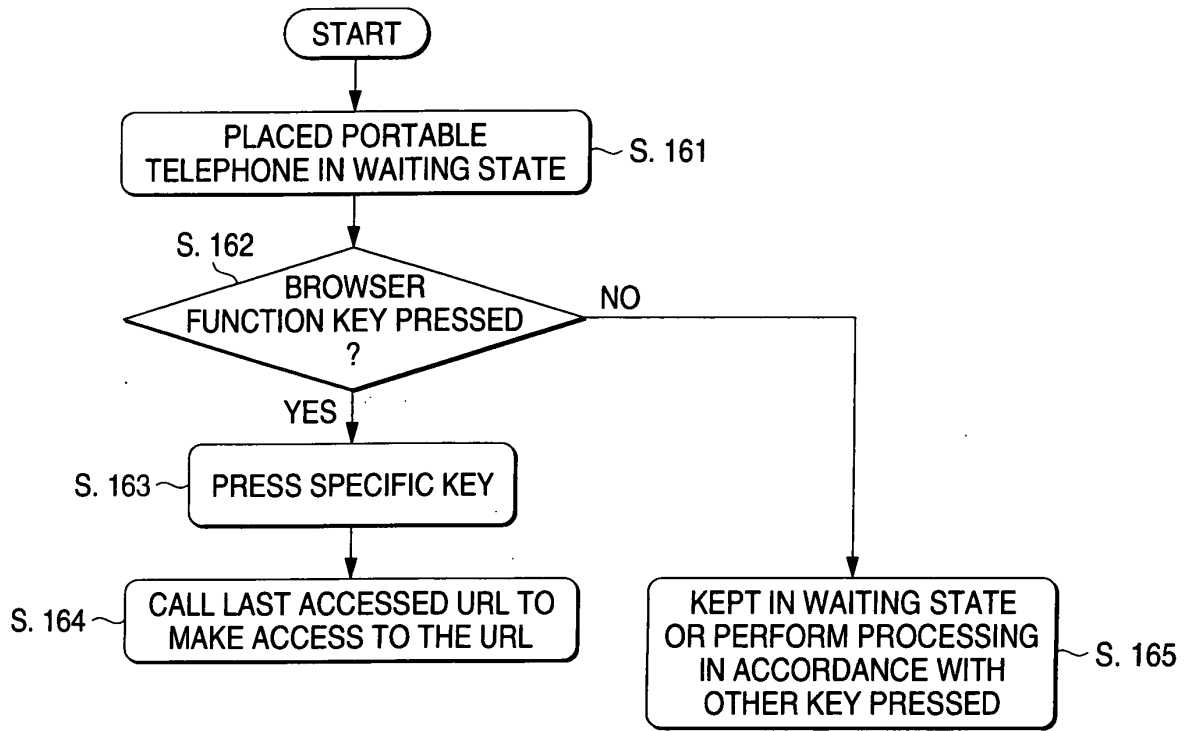 START
PLACED PORTABLE
TELEPHONE IN WAITING STATE
S. 161
S. 162
BROWSER
FUNCTION KEY PRESSED
?
NO
YES
S. 163
PRESS SPECIFIC KEY
S. 164
CALL LAST ACCESSED URL TO
MAKE ACCESS TO THE URL
KEPT IN WAITING STATE
OR PERFORM PROCESSING
IN ACCORDANCE WITH
OTHER KEY PRESSED
S. 165